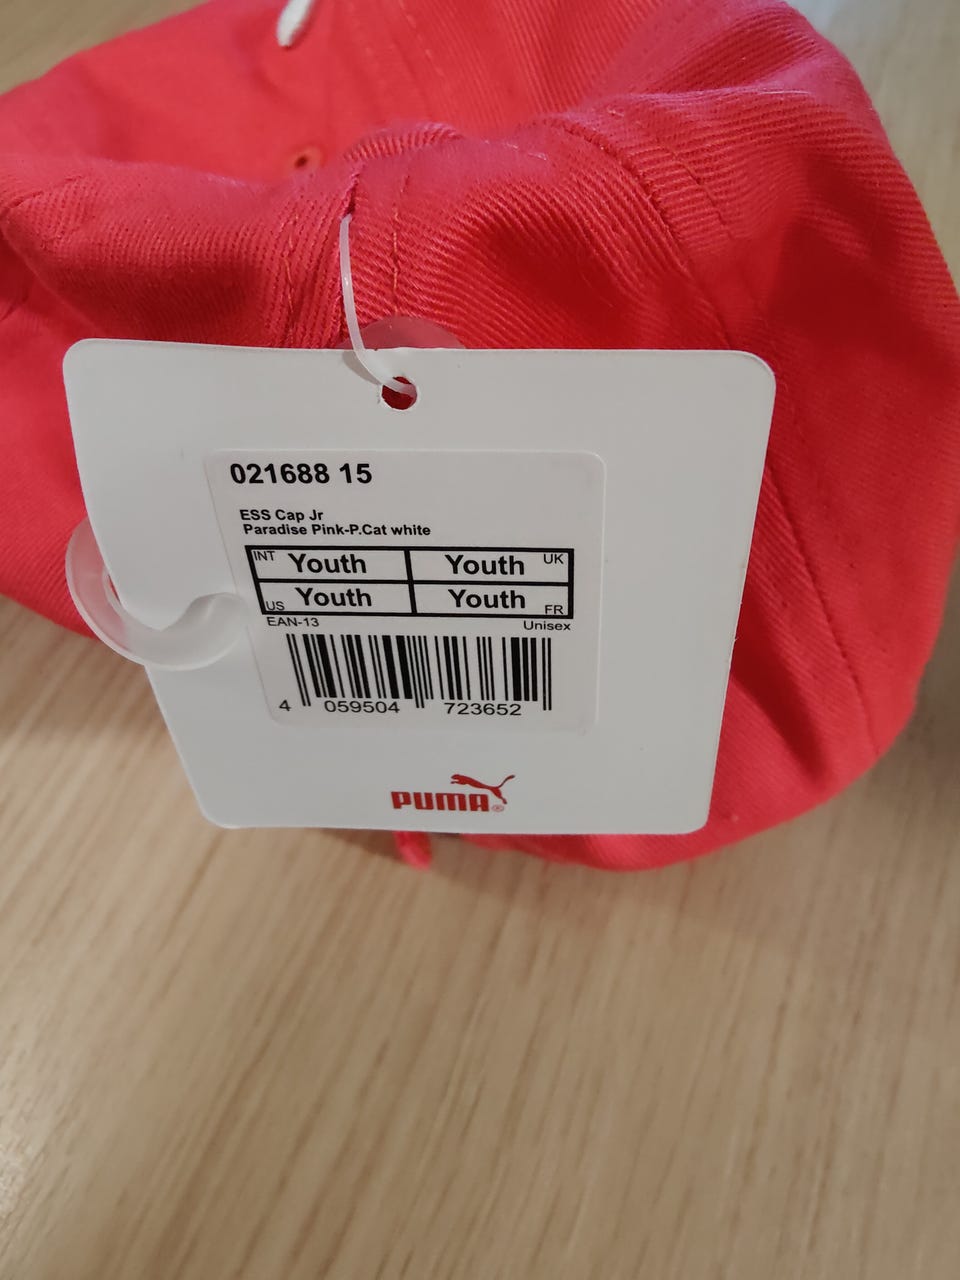 021688 15
ESS Cap Jr
Paradise Pink-P.Cat white
INT Youth Youth UK
US Youth Youth FR
EAN-13 Unisex
4 059504 723652
PUMA®